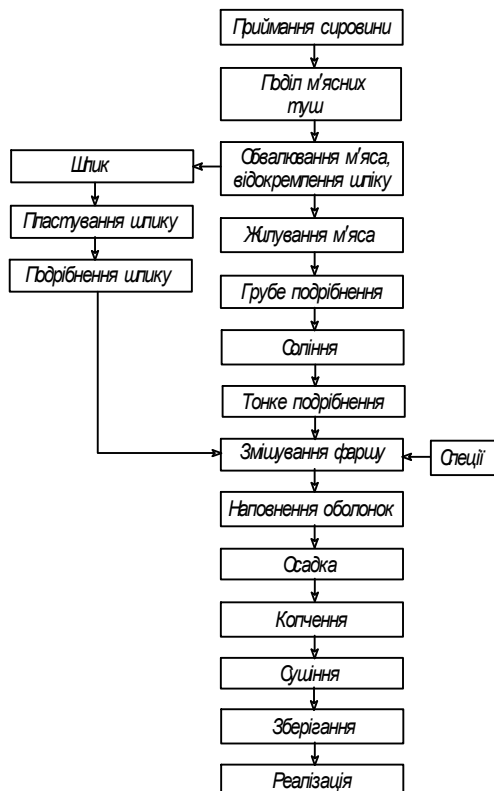 Приймання сировини
Поділ м'ясних
туш
Обвалювання м'яса,
відокремлення шпіку
Шпик
Пластування шпику
Жилування м'яса
Подрібнення шпику
Грубе подрібнення
Соління
Тонке подрібнення
Змішування фаршу
Спеції
Наповнення оболонок
Осадка
Копчення
Сушіння
Зберігання
Реалізація